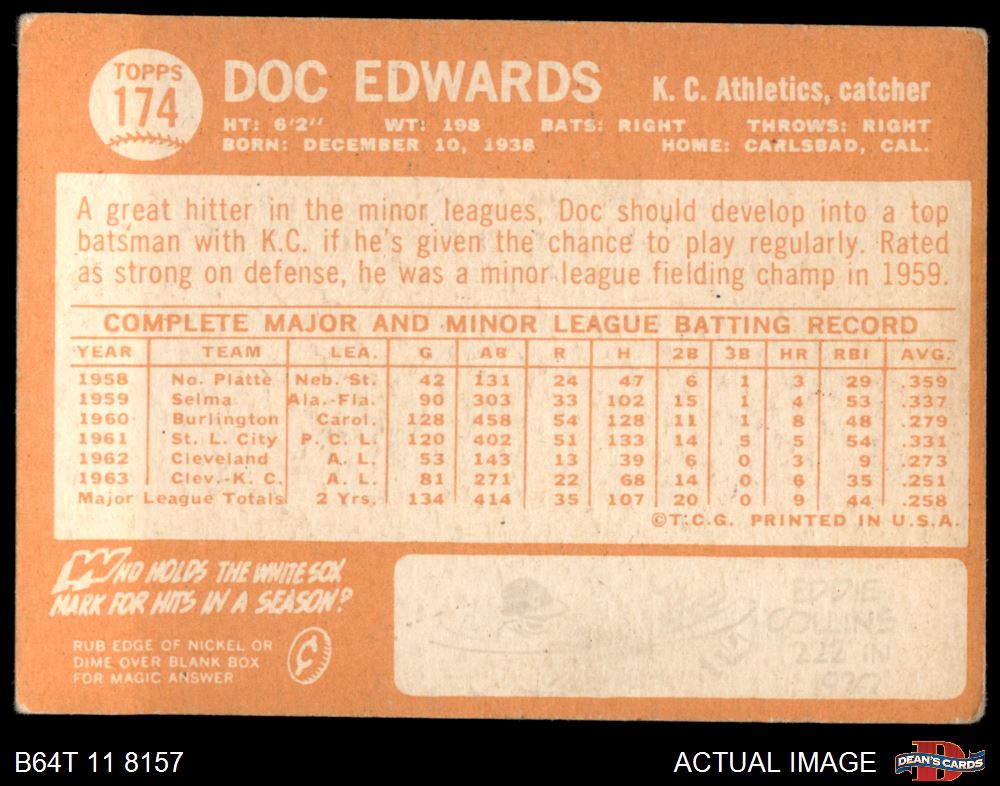 TOPPS
174
DOC EDWARDS
K. C. Athletics, catcher
HT: 6'2" WT: 198 BATS: RIGHT THROWS: RIGHT
BORN: DECEMBER 10, 1938 HOME: CARLSBAD, CAL.
A great hitter in the minor leagues, Doc should develop into a top
batsman with K.C. if he's given the chance to play regularly. Rated
as strong on defense, he was a minor league fielding champ in 1959.
COMPLETE MAJOR AND MINOR LEAGUE BATTING RECORD
YEAR TEAM LEA. G AB R H 2B 3B HR RBI AVG.
1958 No. Platte Neb. St. 42 131 24 47 6 1 3 29 .359
1959 Selma Ala.-Fla. 90 303 33 102 15 1 4 53 .337
1960 Burlington Carol. 128 458 54 128 11 1 8 48 .279
1961 St. L. City P. C. L. 120 402 51 133 14 5 5 54 .331
1962 Cleveland A. L. 53 143 13 39 6 0 3 9 .273
1963 Clev.-K. C. A. L. 81 271 22 68 14 0 6 35 .251
Major League Totals 2 Yrs. 134 414 35 107 20 0 9 44 .258
©T.C.G. PRINTED IN U.S.A.
WHO HOLDS THE WHITE SOX
MARK FOR HITS IN A SEASON?
RUB EDGE OF NICKEL OR
DIME OVER BLANK BOX
FOR MAGIC ANSWER
EDDIE
COLLINS
222 IN
B64T 11 8157
ACTUAL IMAGE
DEAN'S CARDS